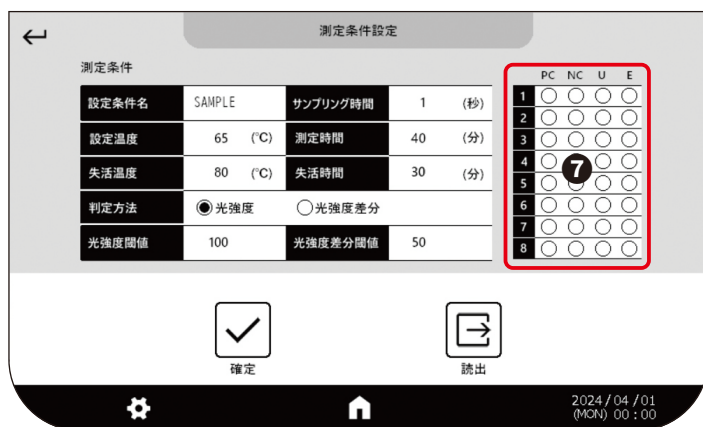 測定条件設定
測定条件
PC NC U E
設定条件名 SAMPLE サンプリング時間 1 (秒)
設定温度 65 (℃) 測定時間 40 (分)
失活温度 80 (℃) 失活時間 30 (分)
判定方法 光強度 光強度差分
光強度閾値 100 光強度差分閾値 50
1
2
3
4
5
6
7
8
7
確定
読出
2024/04/01
(MON) 00:00